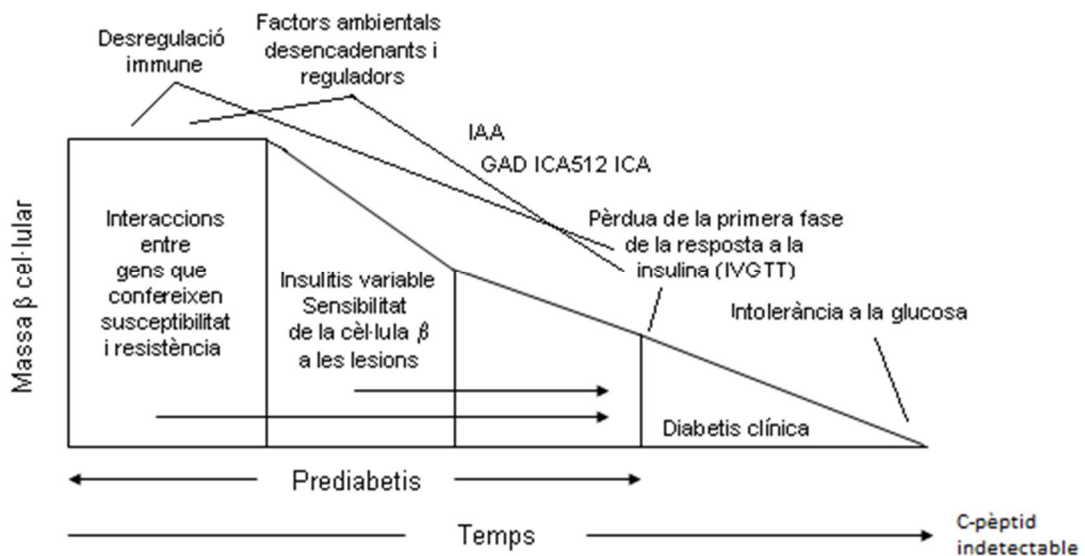 Desregulació
immune
Factors ambientals
desencadenants i
reguladors
IAA
GAD ICA512 ICA
Massa β cel·lular
Interaccions
entre
gens que
confereixen
susceptibilitat
i resistència
Insulitis variable
Sensibilitat
de la cèl·lula β
a les lesions
Pèrdua de la primera fase
de la resposta a la
insulina (IVGTT)
Intolerància a la glucosa
Diabetis clínica
Prediabetis
Temps
C-pèptid
indetectable